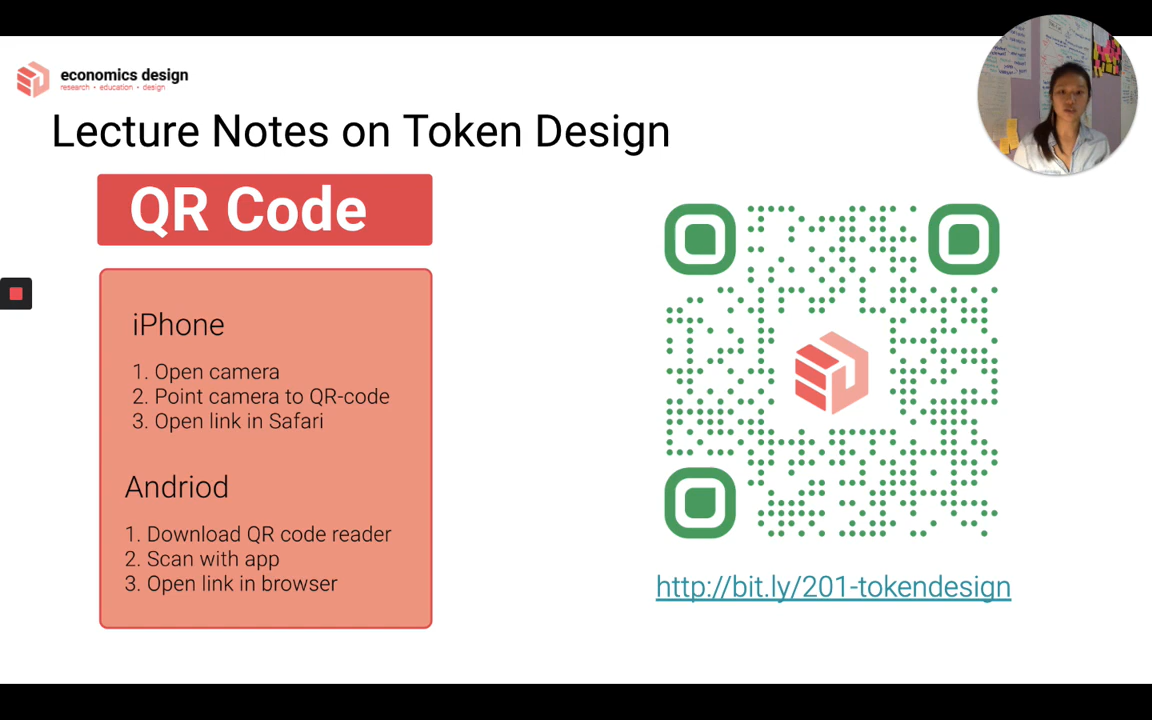 economics design
research • education • design
Lecture Notes on Token Design
QR Code
iPhone
1. Open camera
2. Point camera to QR-code
3. Open link in Safari
Andriod
1. Download QR code reader
2. Scan with app
3. Open link in browser
http://bit.ly/201-tokendesign